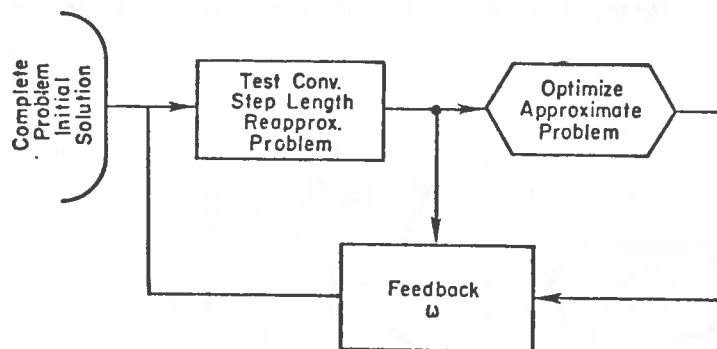 Complete
Problem
Initial
Solution
Test Conv.
Step Length
Reapprox.
Problem
Optimize
Approximate
Problem
Feedback
ω